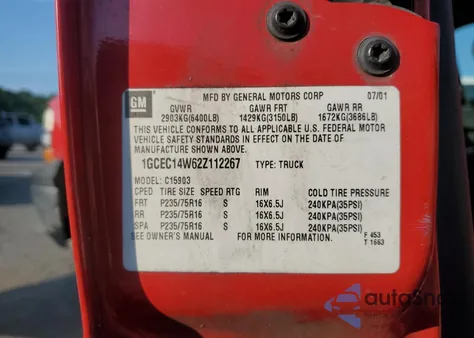 GM MFD BY GENERAL MOTORS CORP 07/01
GVWR GAWR FRT GAWR RR
2903KG(6400LB) 1429KG(3150LB) 1672KG(3686LB)
THIS VEHICLE CONFORMS TO ALL APPLICABLE U.S. FEDERAL MOTOR
VEHICLE SAFETY STANDARDS IN EFFECT ON THE DATE OF
MANUFACTURE SHOWN ABOVE.
1GCEC14W62Z112267 TYPE: TRUCK
MODEL: C15903
CPED TIRE SIZE SPEED RTG RIM COLD TIRE PRESSURE
FRT P235/75R16 S 16X6.5J 240KPA(35PSI)
RR P235/75R16 S 16X6.5J 240KPA(35PSI)
SPA P235/75R16 S 16X6.5J 240KPA(35PSI)
SEE OWNER'S MANUAL FOR ADDITIONAL INFORMATION
F 453
T 1663